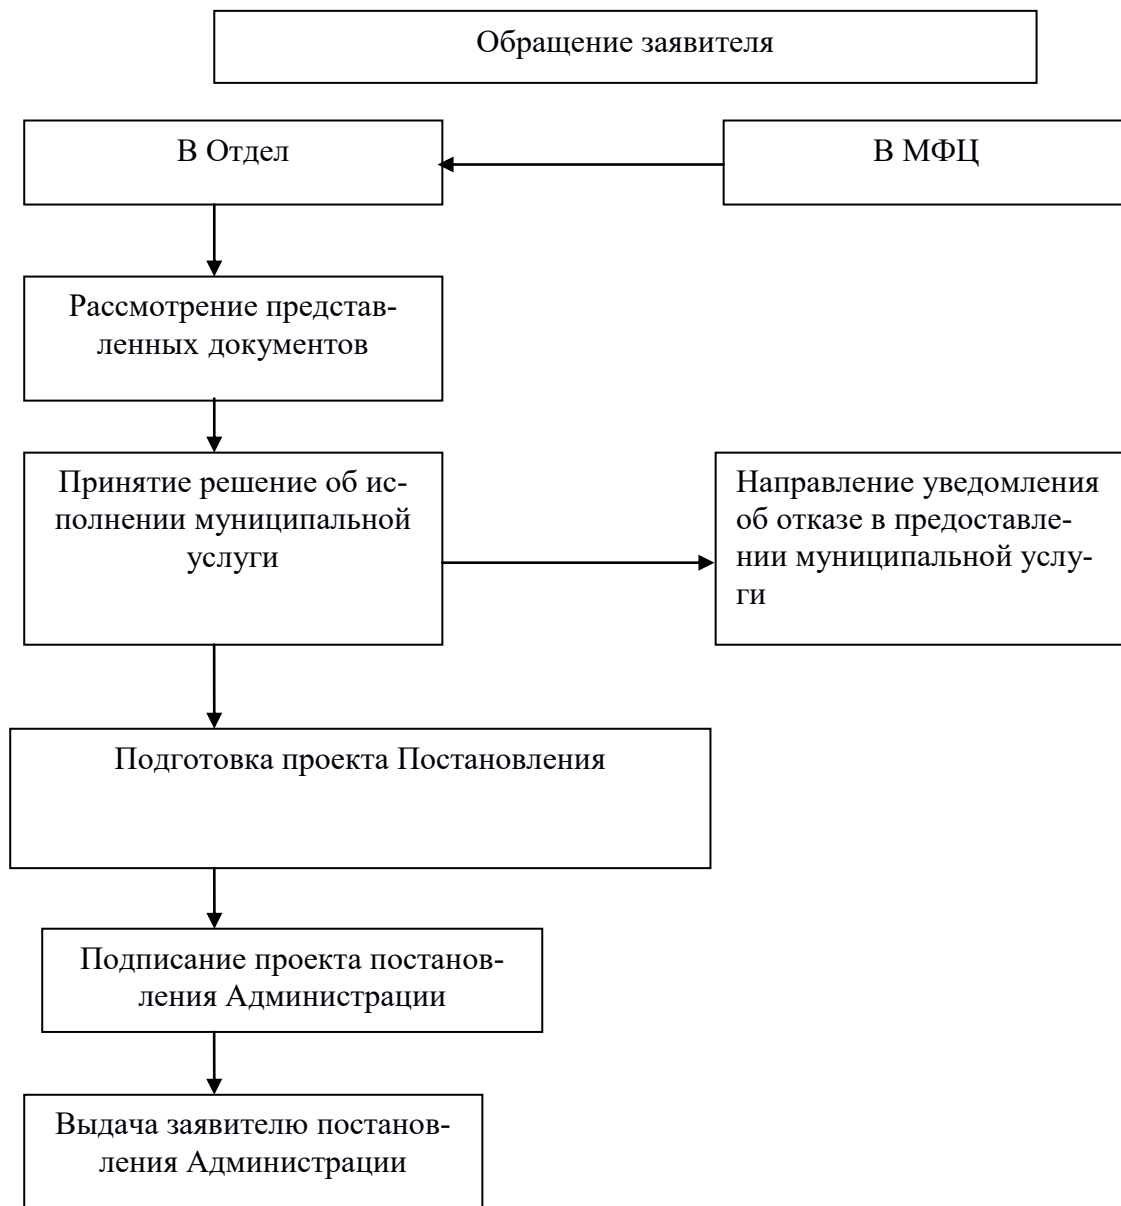 Обращение заявителя
В Отдел
В МФЦ
Рассмотрение представ-
ленных документов
Принятие решение об ис-
полнении муниципальной
услуги
Направление уведомления
об отказе в предоставле-
нии муниципальной услу-
ги
Подготовка проекта Постановления
Подписание проекта постанов-
ления Администрации
Выдача заявителю постанов-
ления Администрации